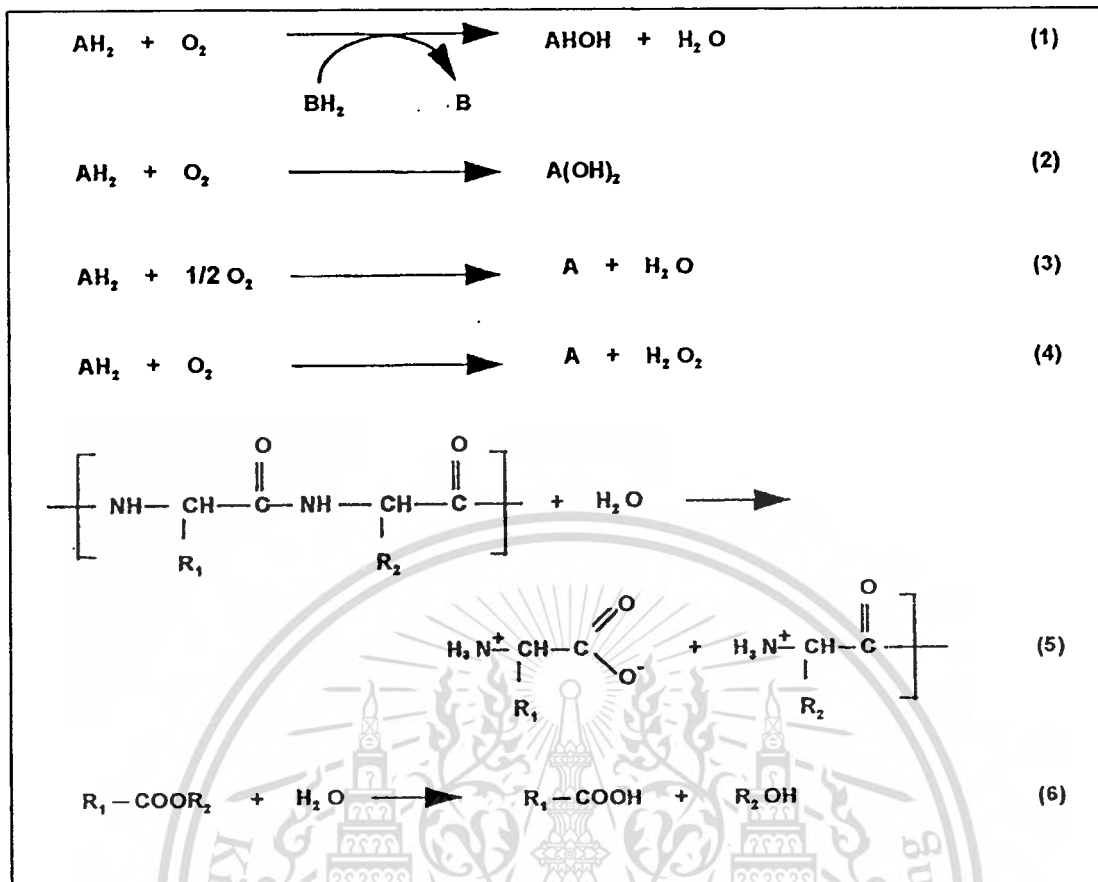 AH₂ + O₂ → AHOH + H₂O (1)
BH₂ B
AH₂ + O₂ → A(OH)₂ (2)
AH₂ + 1/2 O₂ → A + H₂O (3)
AH₂ + O₂ → A + H₂O₂ (4)
O O
[ NH—CH—C—NH—CH—C ] + H₂O →
R₁ R₂
O O
H₃N⁺—CH—C + H₃N⁺—CH—C ] (5)
O⁻
R₁ R₂
R₁—COOR₂ + H₂O → R₁—COOH + R₂OH (6)